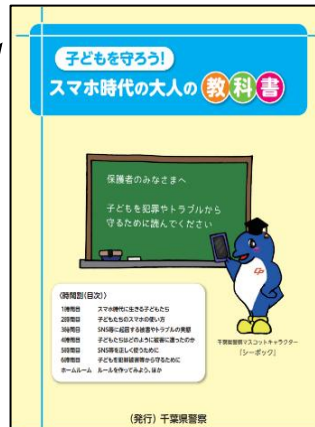 子どもを守ろう!
スマホ時代の大人の教科書
保護者のみなさまへ
子どもを犯罪やトラブルから
守るために読んでください
〈時間割(目次)〉
1時間目 スマホ時代に生きる子どもたち
2時間目 子どもたちのスマホの使い方
3時間目 SNS等に起因する被害やトラブルの実態
4時間目 子どもたちはどのように被害に遭ったのか
5時間目 SNS等を正しく使うために
6時間目 子どもを犯罪被害等から守るために
ホームルーム ルールを作ってみよう、ほか
千葉県警察マスコットキャラクター
「シーポック」
(発行) 千葉県警察